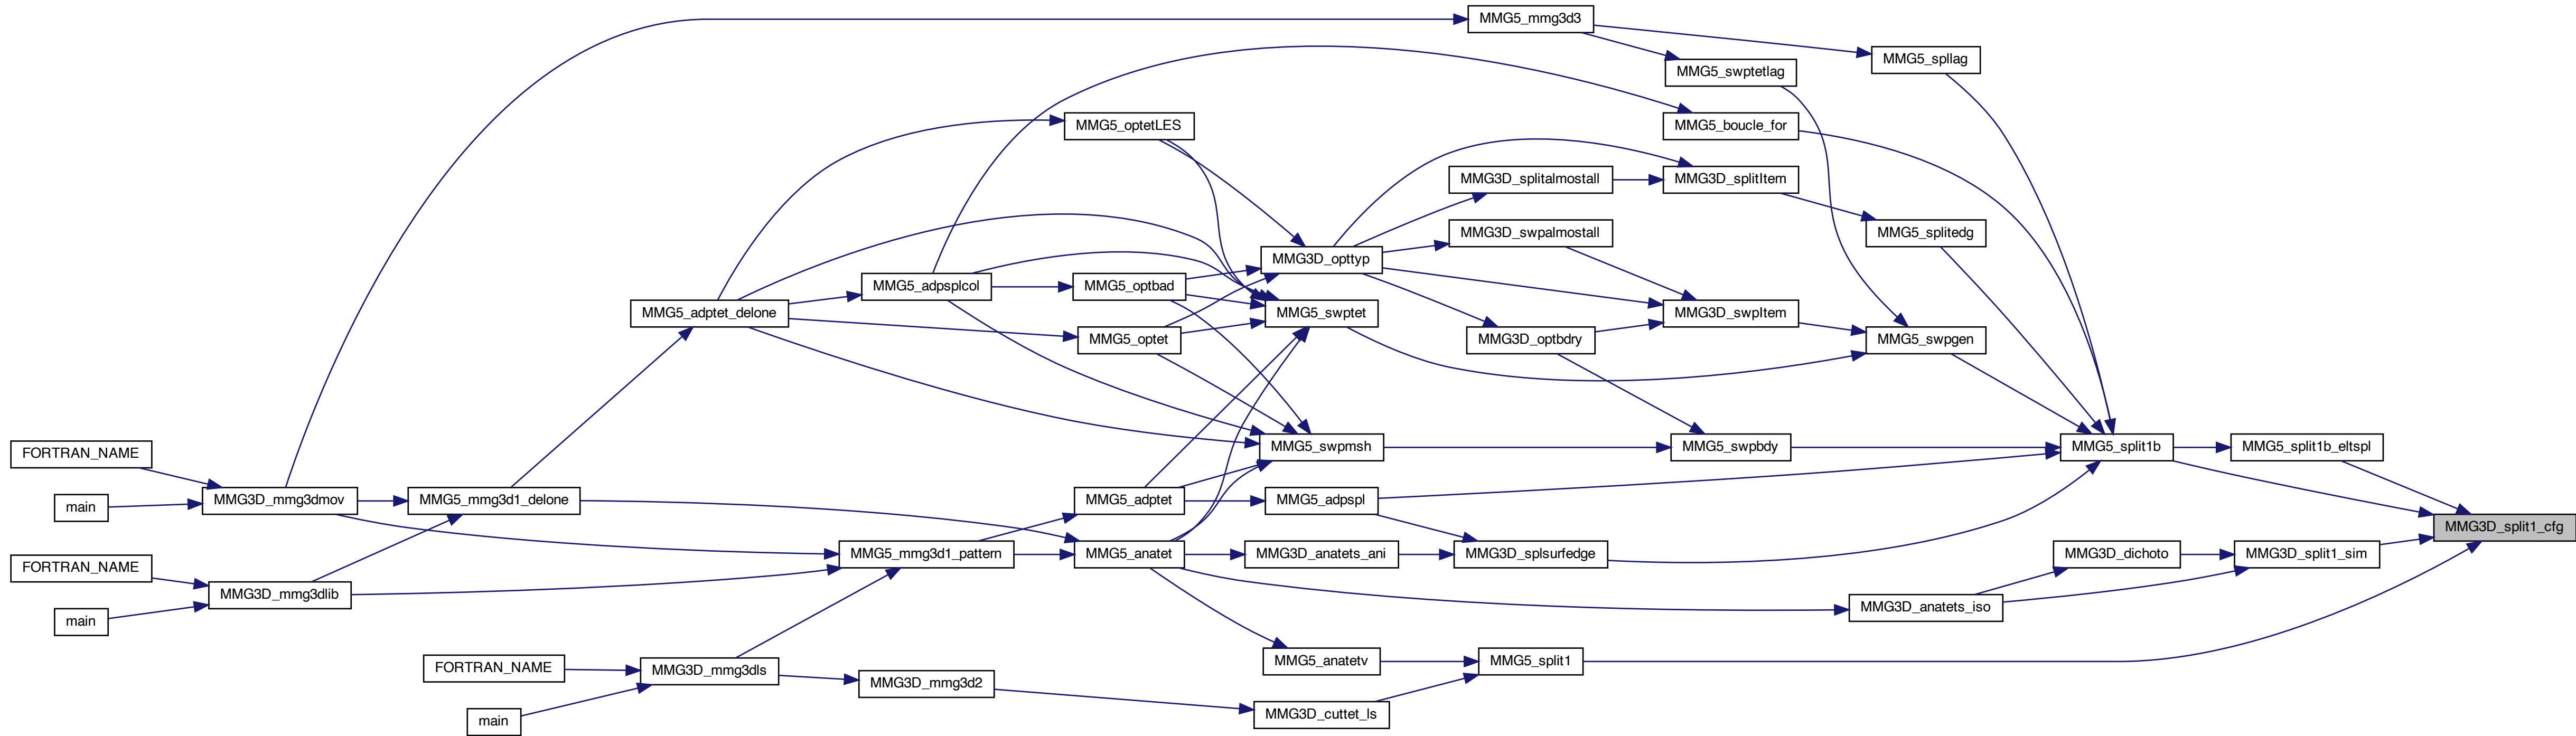 MMG5_mmg3d3
MMG5_spllag
MMG5_swptetlag
MMG5_optetLES
MMG5_boucle_for
MMG3D_splitalmostall
MMG3D_splitItem
MMG3D_swpalmostall
MMG5_splitedg
MMG3D_opttyp
MMG5_adpsplcol
MMG5_optbad
MMG5_adptet_delone
MMG5_swptet
MMG3D_swpItem
MMG5_optet
MMG3D_optbdry
MMG5_swpgen
FORTRAN_NAME
MMG5_swpmsh
MMG5_swpbdy
MMG5_split1b
MMG5_split1b_eltspl
main
MMG3D_mmg3dmov
MMG5_mmg3d1_delone
MMG5_adptet
MMG5_adpspl
MMG3D_split1_cfg
FORTRAN_NAME
MMG5_mmg3d1_pattern
MMG5_anatet
MMG3D_anatets_ani
MMG3D_splsurfedge
MMG3D_dichoto
MMG3D_split1_sim
MMG3D_mmg3dlib
main
MMG3D_anatets_iso
FORTRAN_NAME
MMG3D_mmg3dls
MMG3D_mmg3d2
MMG5_anatetv
MMG5_split1
main
MMG3D_cuttet_ls